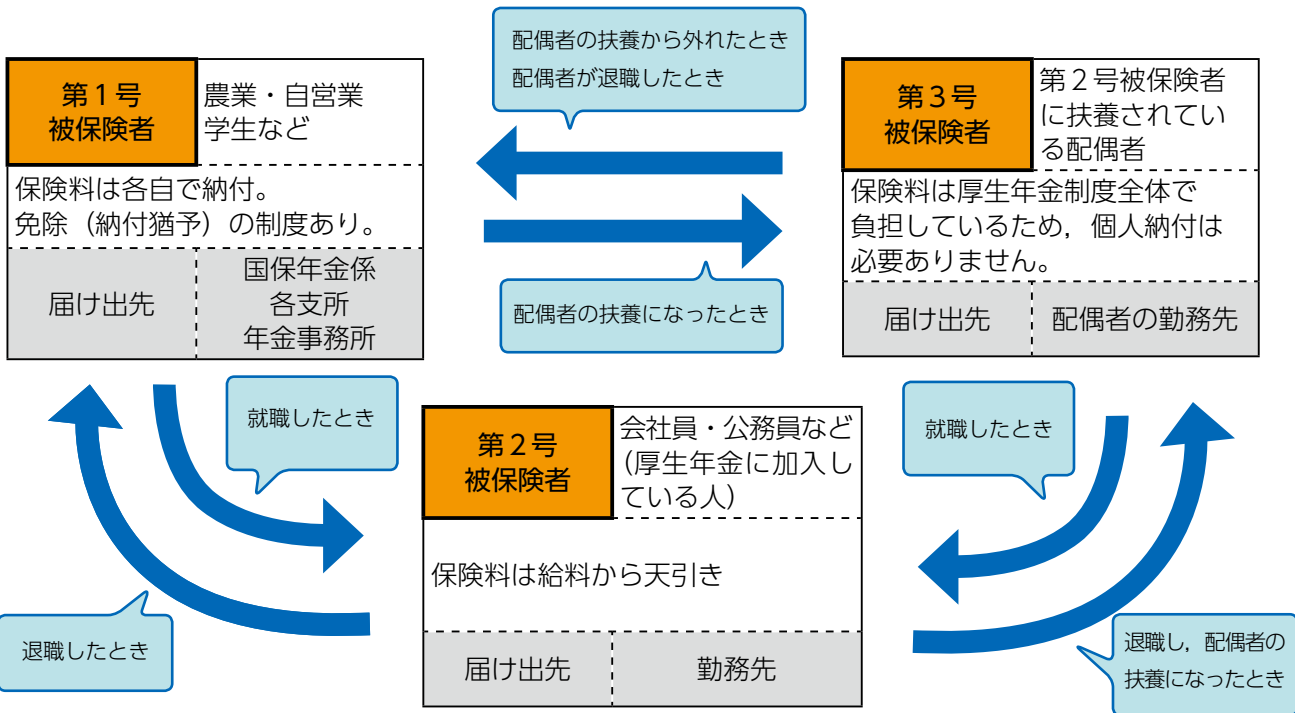 配偶者の扶養から外れたとき
配偶者が退職したとき
第１号
被保険者
農業・自営業
学生など
保険料は各自で納付。
免除（納付猶予）の制度あり。
届け出先
国保年金係
各支所
年金事務所
配偶者の扶養になったとき
第３号
被保険者
第２号被保険者
に扶養されてい
る配偶者
保険料は厚生年金制度全体で
負担しているため，個人納付は
必要ありません。
届け出先
配偶者の勤務先
就職したとき
退職したとき
第２号
被保険者
会社員・公務員など
（厚生年金に加入し
ている人）
保険料は給料から天引き
届け出先
勤務先
就職したとき
退職し，配偶者の
扶養になったとき